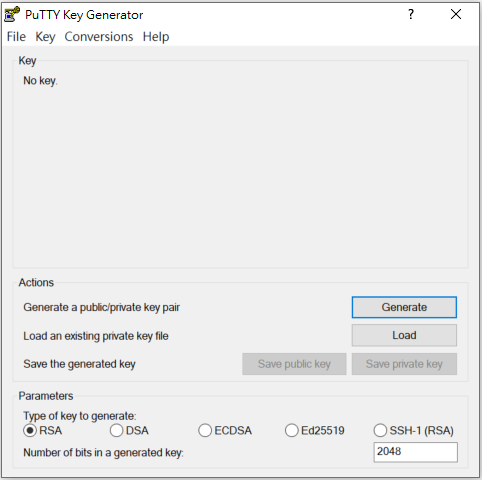 PuTTY Key Generator
?
File Key Conversions Help
Key
No key.
Actions
Generate a public/private key pair
Generate
Load an existing private key file
Load
Save the generated key
Save public key
Save private key
Parameters
Type of key to generate:
RSA DSA ECDSA Ed25519 SSH-1 (RSA)
Number of bits in a generated key:
2048